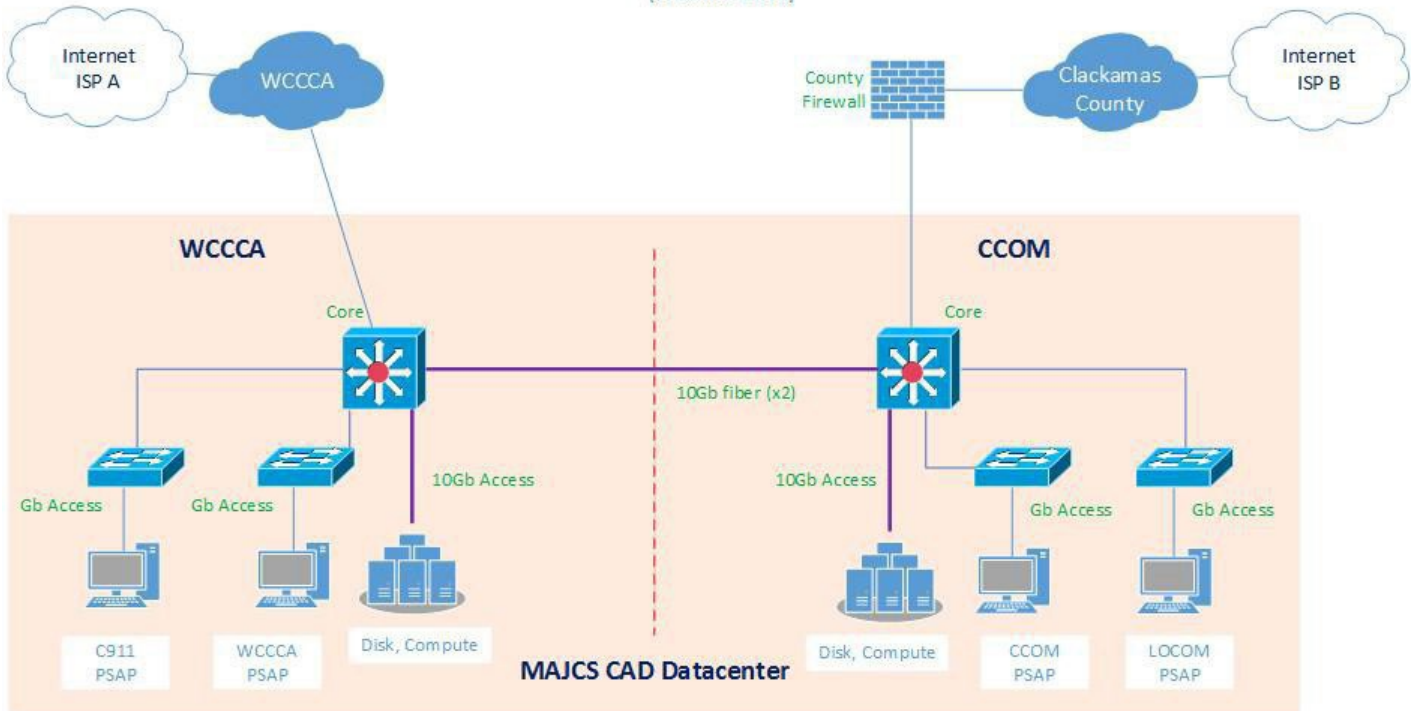 Internet
ISP A
WCCCA
County
Firewall
Clackamas
County
Internet
ISP B
WCCCA
CCOM
Core
Core
10Gb fiber (x2)
Gb Access
Gb Access
10Gb Access
10Gb Access
Gb Access
Gb Access
C911
PSAP
WCCCA
PSAP
Disk, Compute
Disk, Compute
CCOM
PSAP
LOCOM
PSAP
MAJCS CAD Datacenter